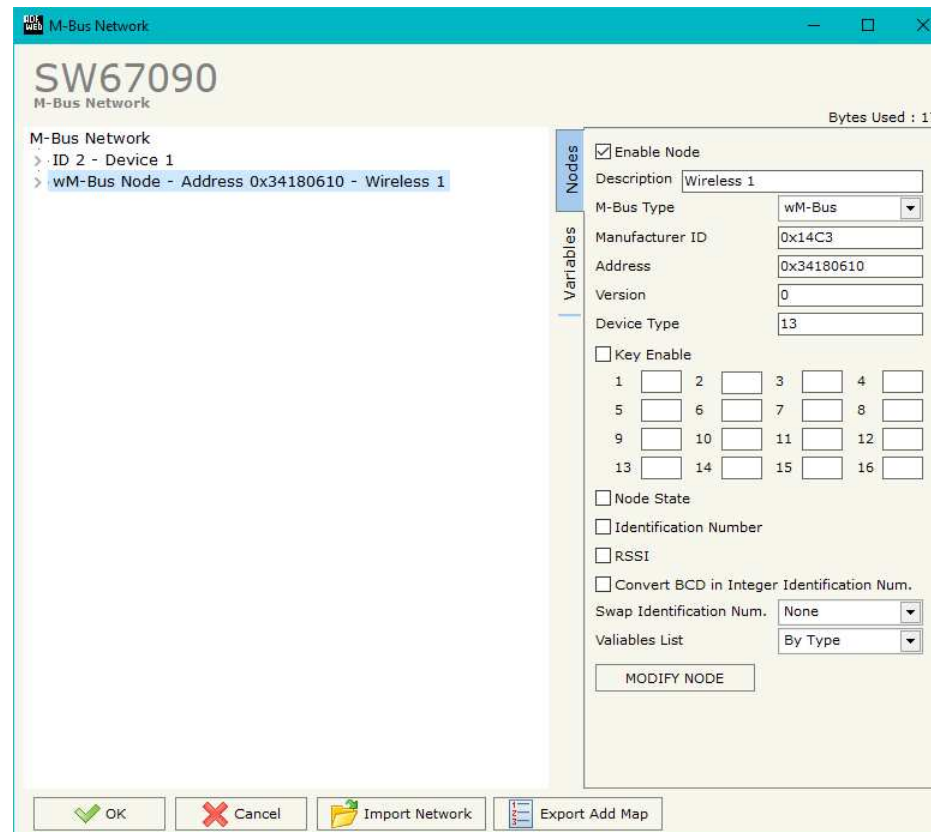 ADF WEB M-Bus Network
SW67090
M-Bus Network
Bytes Used : 1
M-Bus Network
ID 2 - Device 1
wM-Bus Node - Address 0x34180610 - Wireless 1
Nodes
Variables
Enable Node
Description Wireless 1
M-Bus Type wM-Bus
Manufacturer ID 0x14C3
Address 0x34180610
Version 0
Device Type 13
Key Enable
1 2 3 4
5 6 7 8
9 10 11 12
13 14 15 16
Node State
Identification Number
RSSI
Convert BCD in Integer Identification Num.
Swap Identification Num. None
Valiables List By Type
MODIFY NODE
OK Cancel Import Network Export Add Map